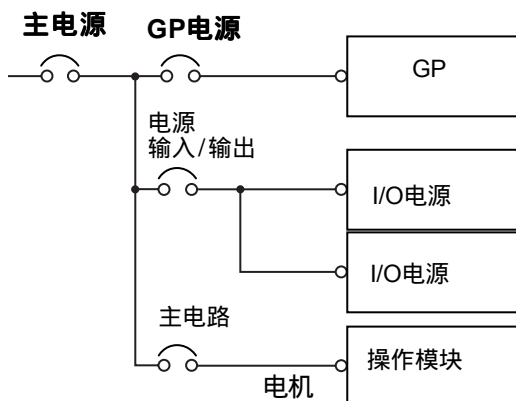 主电源
GP电源
GP
电源
输入/输出
I/O电源
I/O电源
主电路
操作模块
电机